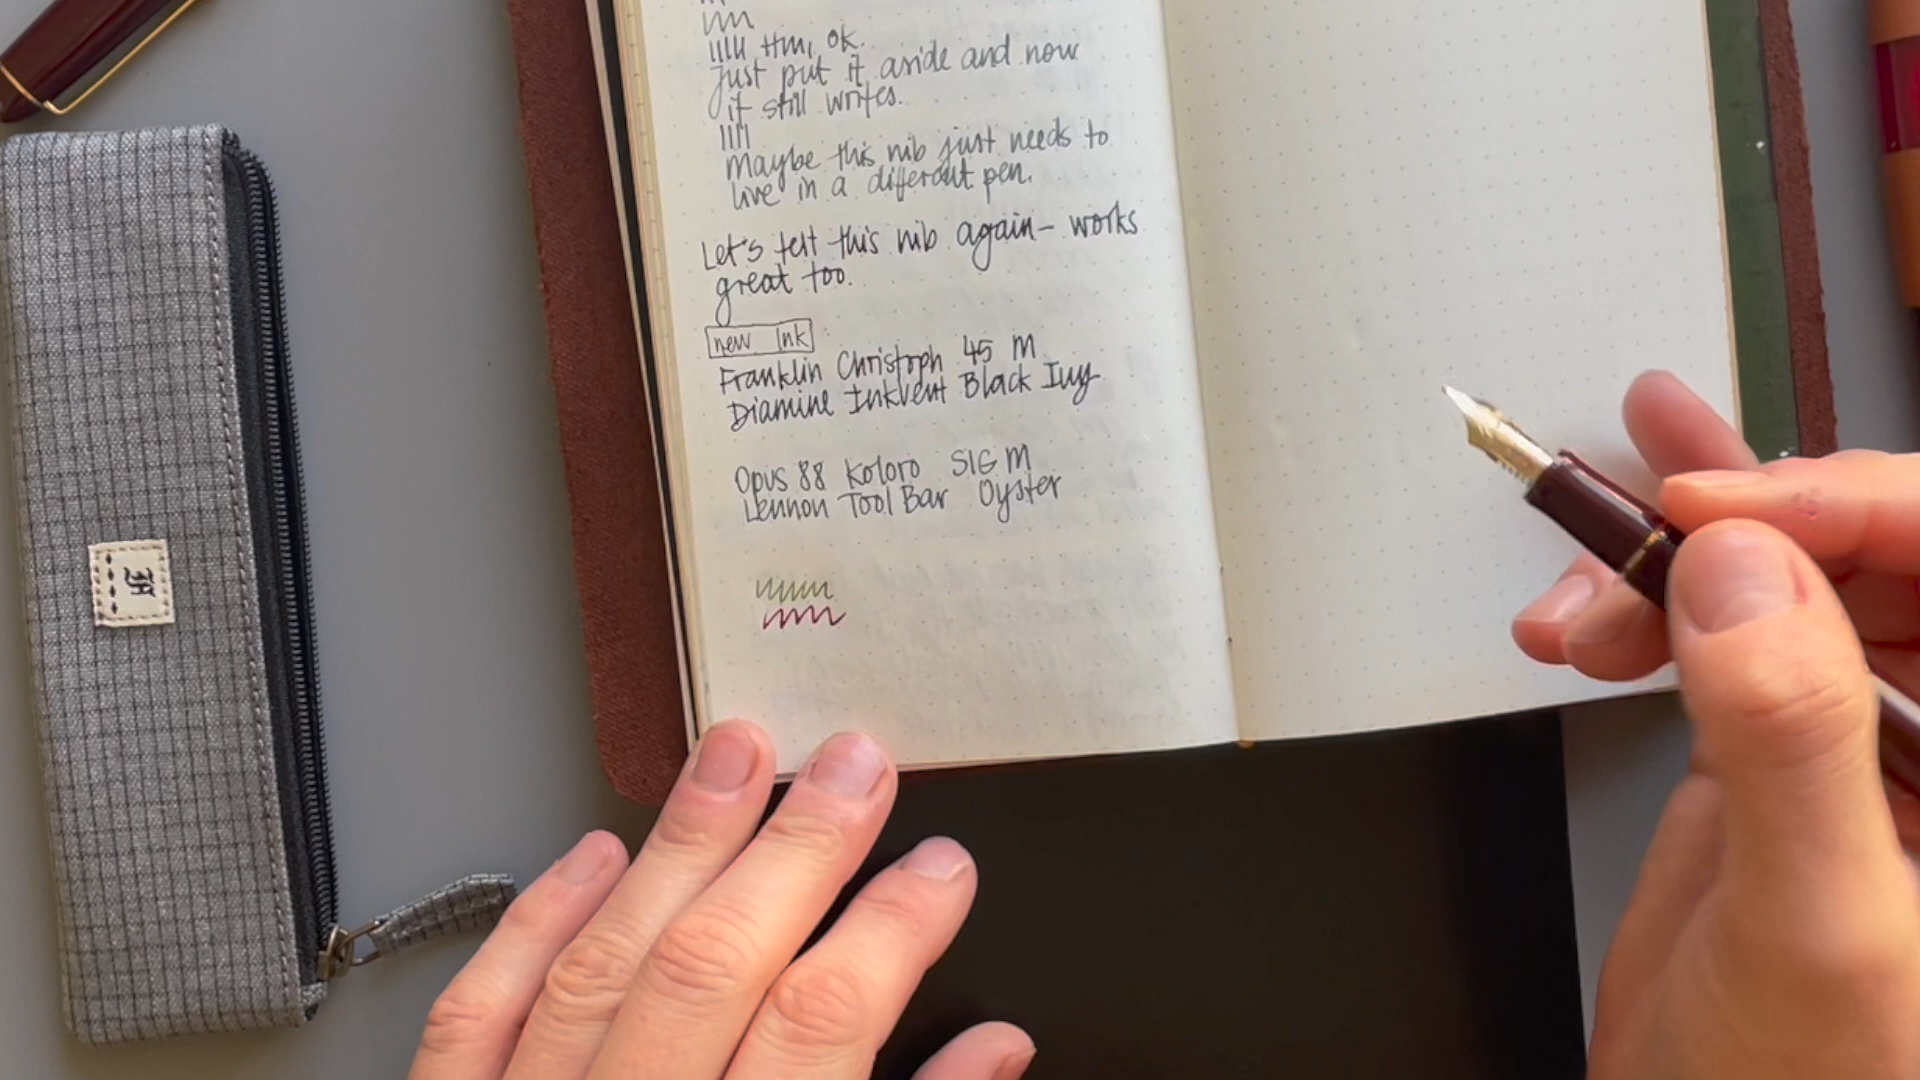 Hm, ok.
Just put it aside and now
it still writes.
Maybe this nib just needs to
live in a different pen.
Let's test this nib again - works
great too.
new Ink
Franklin Christoph 45 M
Diamine Inkvent Black Ivy
Opus 88 Koloro SIG M
Lennon Tool Bar Oyster